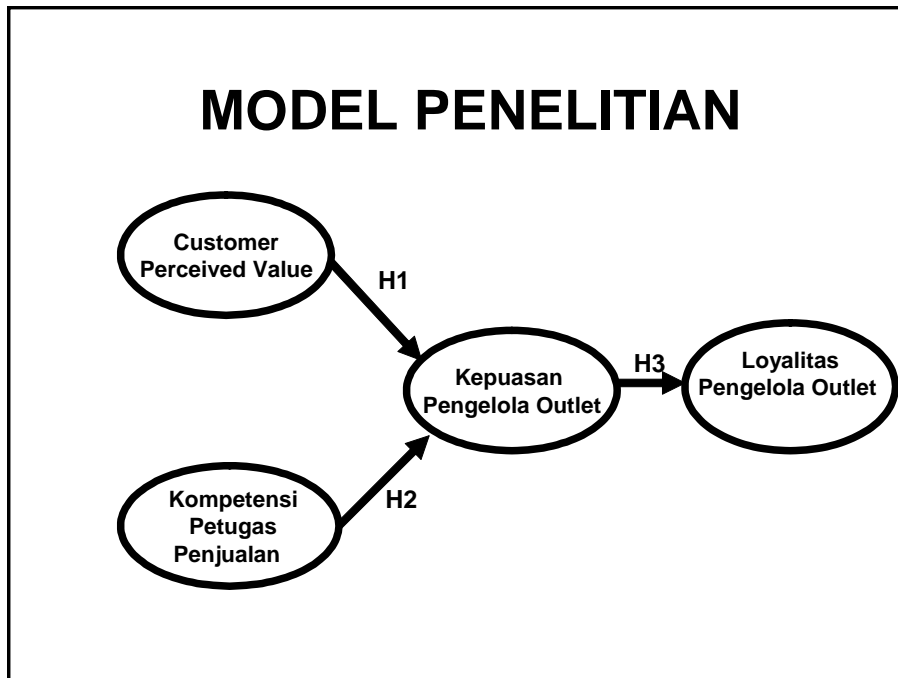 MODEL PENELITIAN
Customer
Perceived Value
H1
Kepuasan
Pengelola Outlet
H3
Loyalitas
Pengelola Outlet
Kompetensi
Petugas
Penjualan
H2